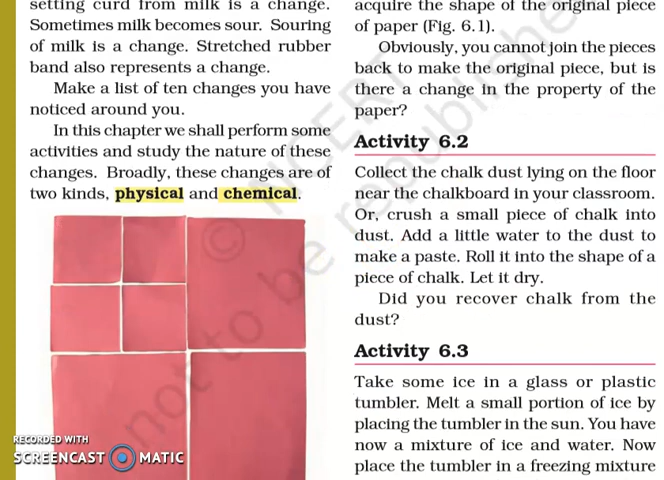 setting curd from milk is a change.
Sometimes milk becomes sour. Souring
of milk is a change. Stretched rubber
band also represents a change.
Make a list of ten changes you have
noticed around you.
In this chapter we shall perform some
activities and study the nature of these
changes. Broadly, these changes are of
two kinds, physical and chemical.
acquire the shape of the original piece
of paper (Fig. 6.1).
Obviously, you cannot join the pieces
back to make the original piece, but is
there a change in the property of the
paper?
Activity 6.2
Collect the chalk dust lying on the floor
near the chalkboard in your classroom.
Or, crush a small piece of chalk into
dust. Add a little water to the dust to
make a paste. Roll it into the shape of a
piece of chalk. Let it dry.
Did you recover chalk from the
dust?
Activity 6.3
Take some ice in a glass or plastic
tumbler. Melt a small portion of ice by
placing the tumbler in the sun. You have
now a mixture of ice and water. Now
place the tumbler in a freezing mixture
© NCERT
not to be republished
RECORDED WITH
SCREENCAST MATIC